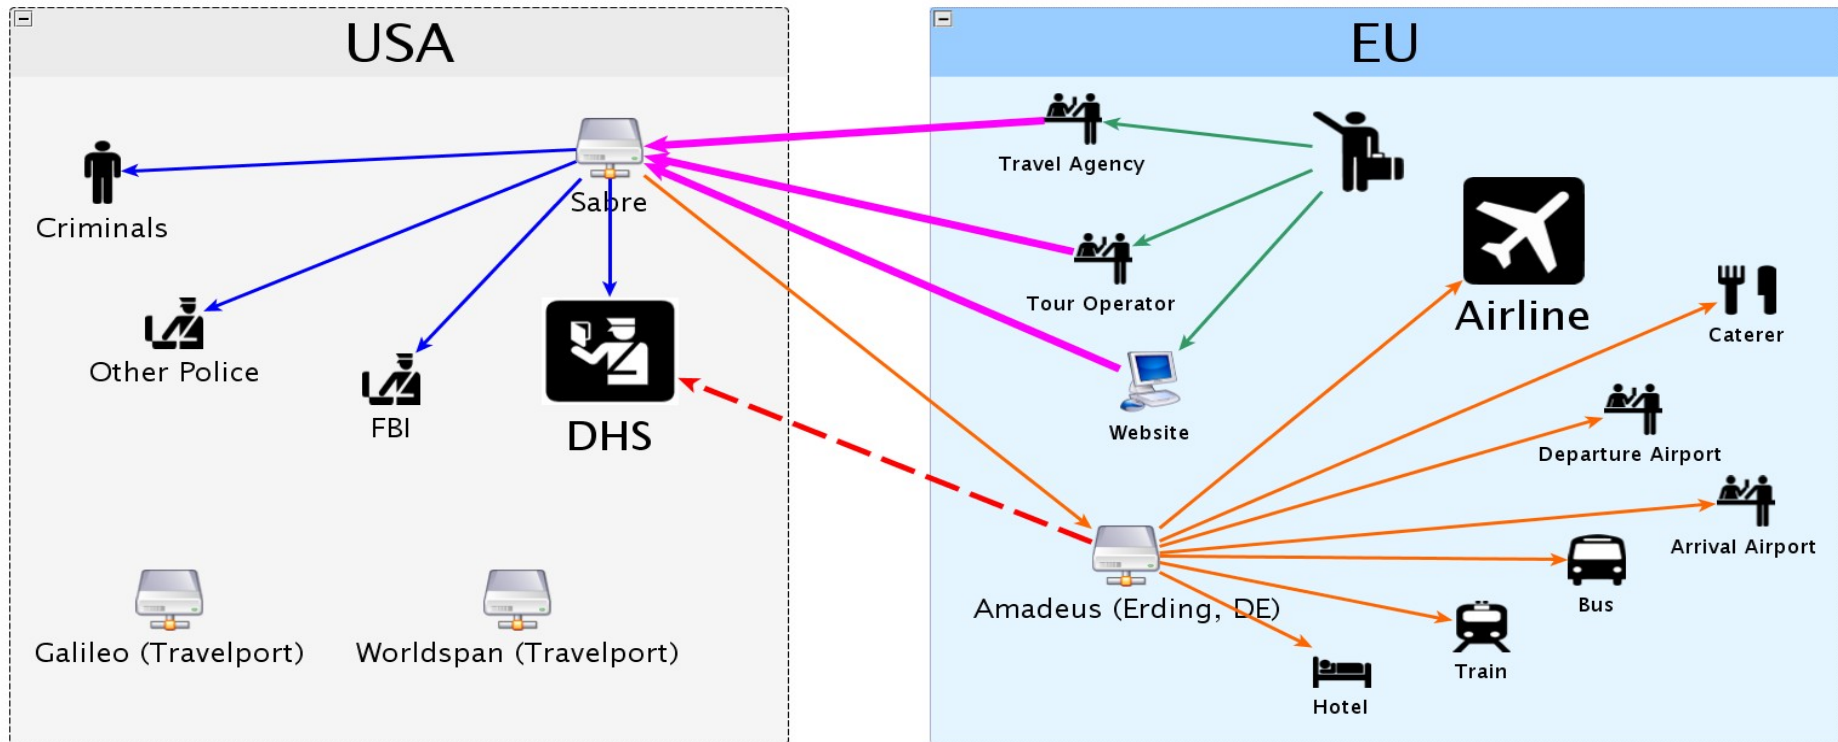 USA
EU
Sabre
Criminals
Other Police
FBI
DHS
Galileo (Travelport)
Worldspan (Travelport)
Travel Agency
Tour Operator
Website
Airline
Caterer
Departure Airport
Arrival Airport
Bus
Amadeus (Erding, DE)
Train
Hotel